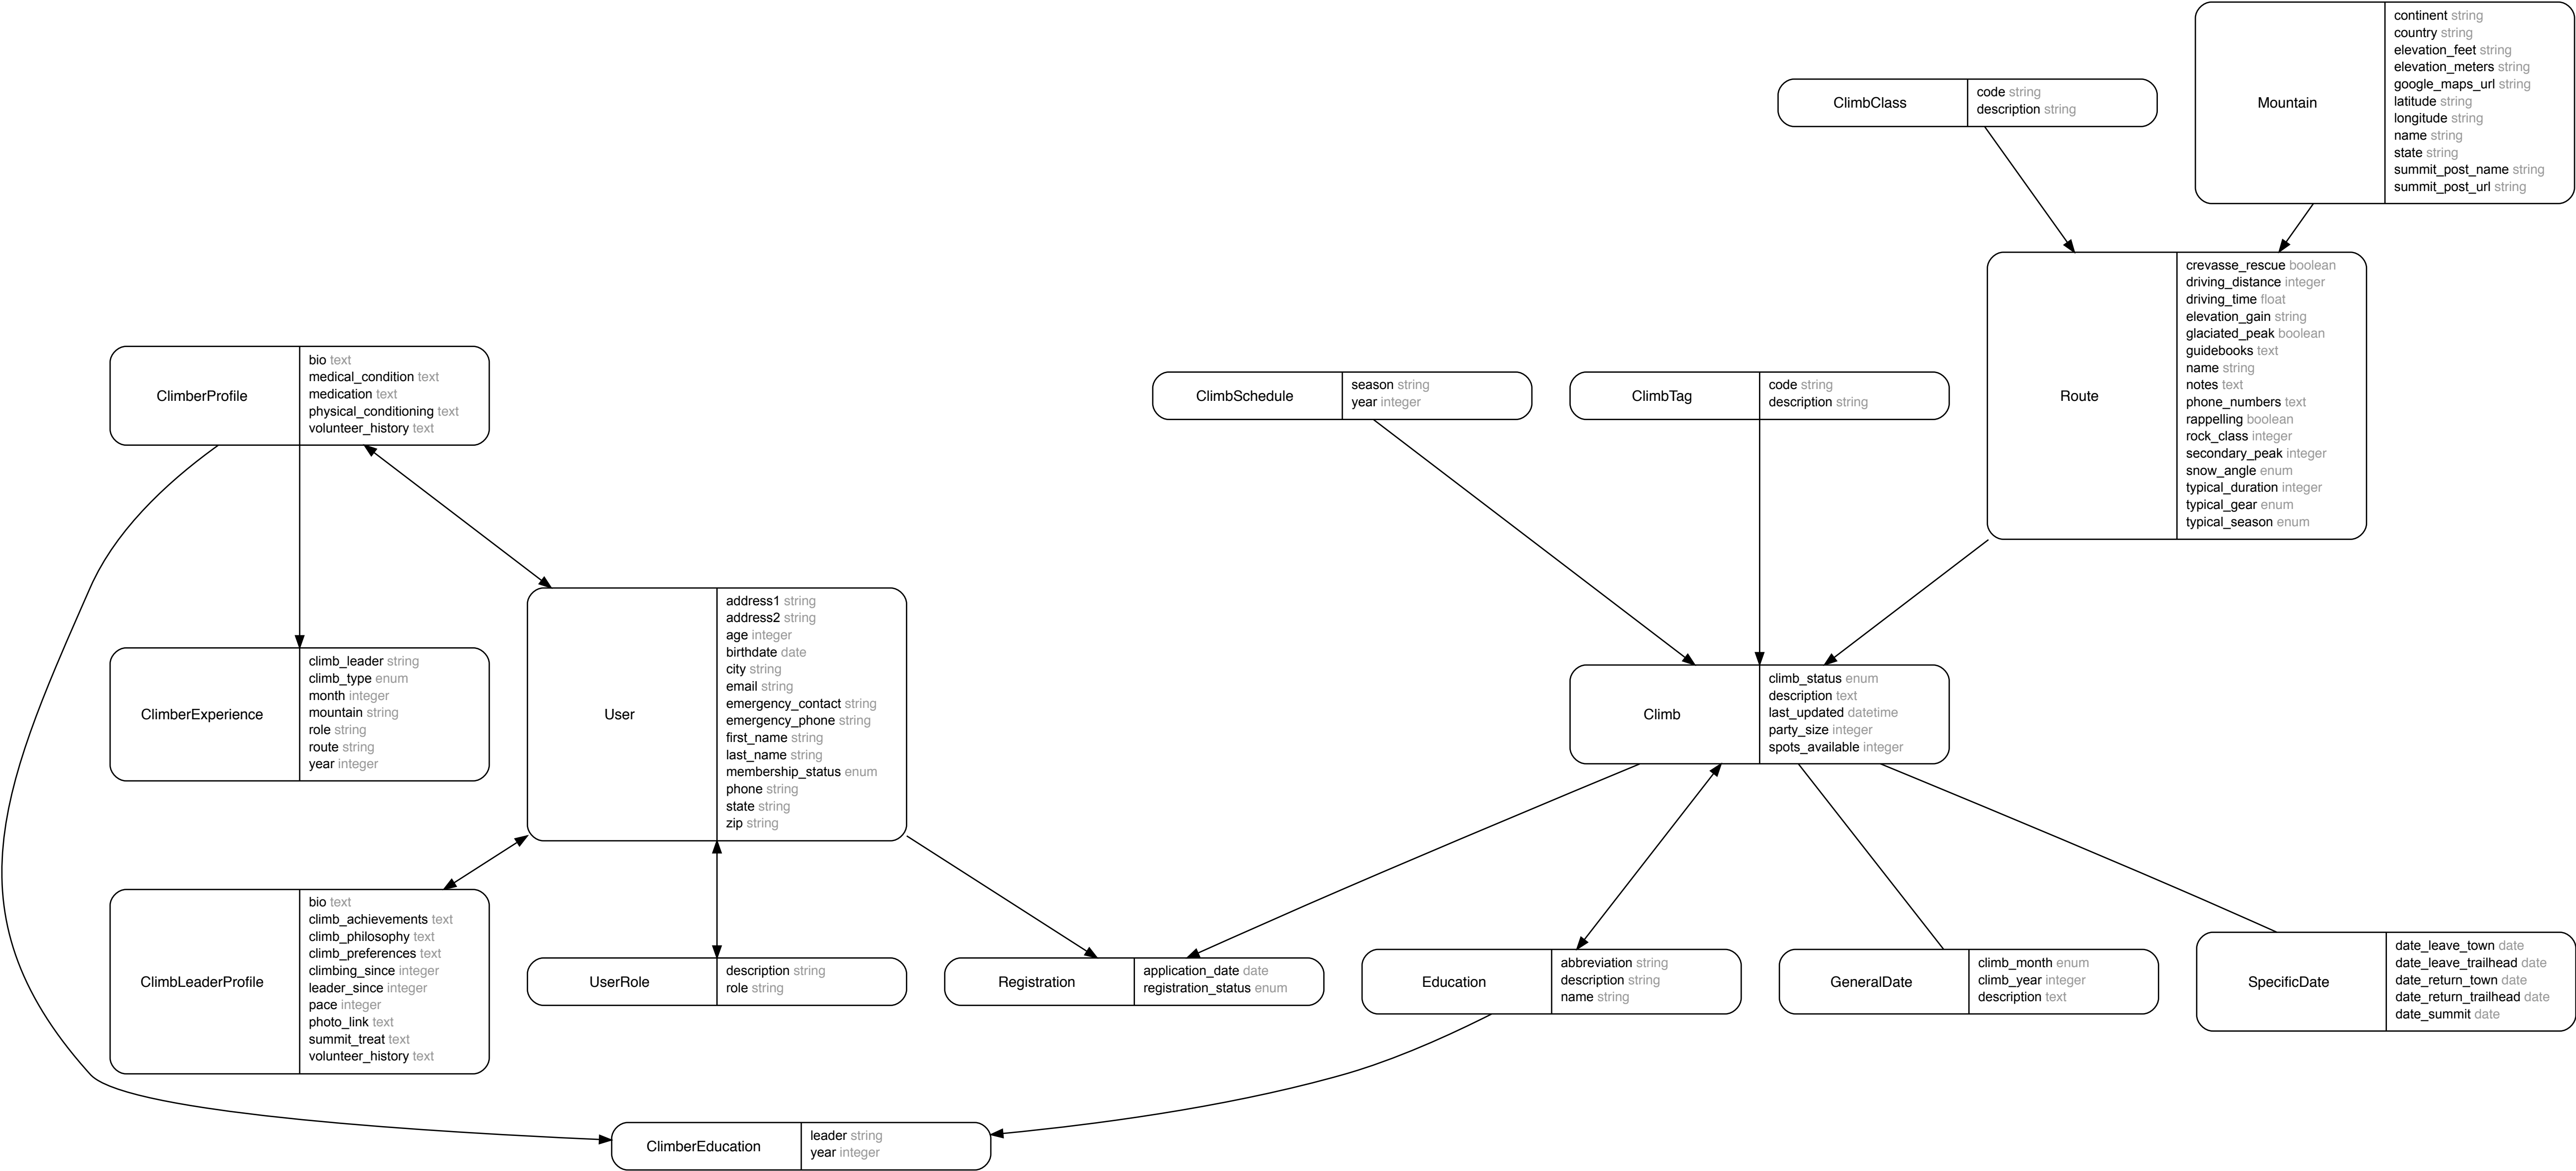 Mountain
continent string
country string
elevation_feet string
elevation_meters string
google_maps_url string
latitude string
longitude string
name string
state string
summit_post_name string
summit_post_url string
ClimbClass
code string
description string
Route
crevasse_rescue boolean
driving_distance integer
driving_time float
elevation_gain string
glaciated_peak boolean
guidebooks text
name string
notes text
phone_numbers text
rappelling boolean
rock_class integer
secondary_peak integer
snow_angle enum
typical_duration integer
typical_gear enum
typical_season enum
ClimberProfile
bio text
medical_condition text
medication text
physical_conditioning text
volunteer_history text
ClimbSchedule
season string
year integer
ClimbTag
code string
description string
ClimberExperience
climb_leader string
climb_type enum
month integer
mountain string
role string
route string
year integer
User
address1 string
address2 string
age integer
birthdate date
city string
email string
emergency_contact string
emergency_phone string
first_name string
last_name string
membership_status enum
phone string
state string
zip string
Climb
climb_status enum
description text
last_updated datetime
party_size integer
spots_available integer
ClimbLeaderProfile
bio text
climb_achievements text
climb_philosophy text
climb_preferences text
climbing_since integer
leader_since integer
pace integer
photo_link text
summit_treat text
volunteer_history text
UserRole
description string
role string
Registration
application_date date
registration_status enum
Education
abbreviation string
description string
name string
GeneralDate
climb_month enum
climb_year integer
description text
SpecificDate
date_leave_town date
date_leave_trailhead date
date_return_town date
date_return_trailhead date
date_summit date
ClimberEducation
leader string
year integer